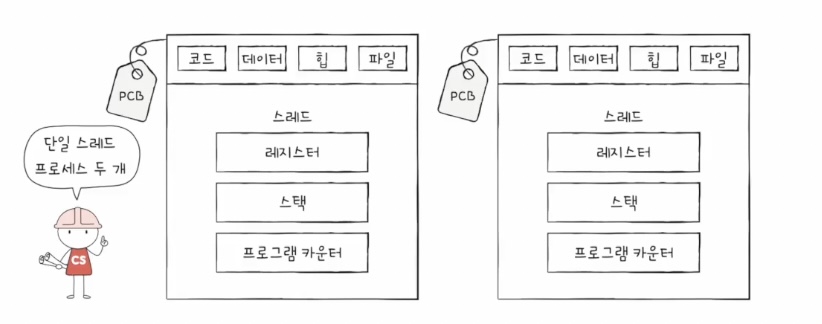 코드 데이터 힙 파일
PCB
스레드
레지스터
스택
프로그램 카운터
코드 데이터 힙 파일
PCB
스레드
레지스터
스택
프로그램 카운터
단일 스레드
프로세스 두 개
CS